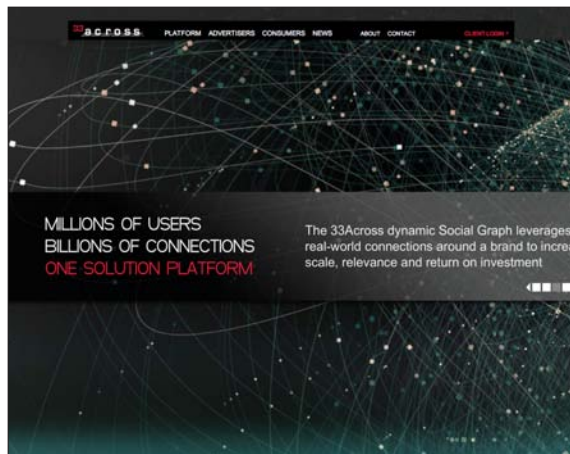 33across PLATFORM ADVERTISERS CONSUMERS NEWS ABOUT CONTACT CLIENT LOGIN
MILLIONS OF USERS
BILLIONS OF CONNECTIONS
ONE SOLUTION PLATFORM
The 33Across dynamic Social Graph leverages
real-world connections around a brand to
scale, relevance and return on investment